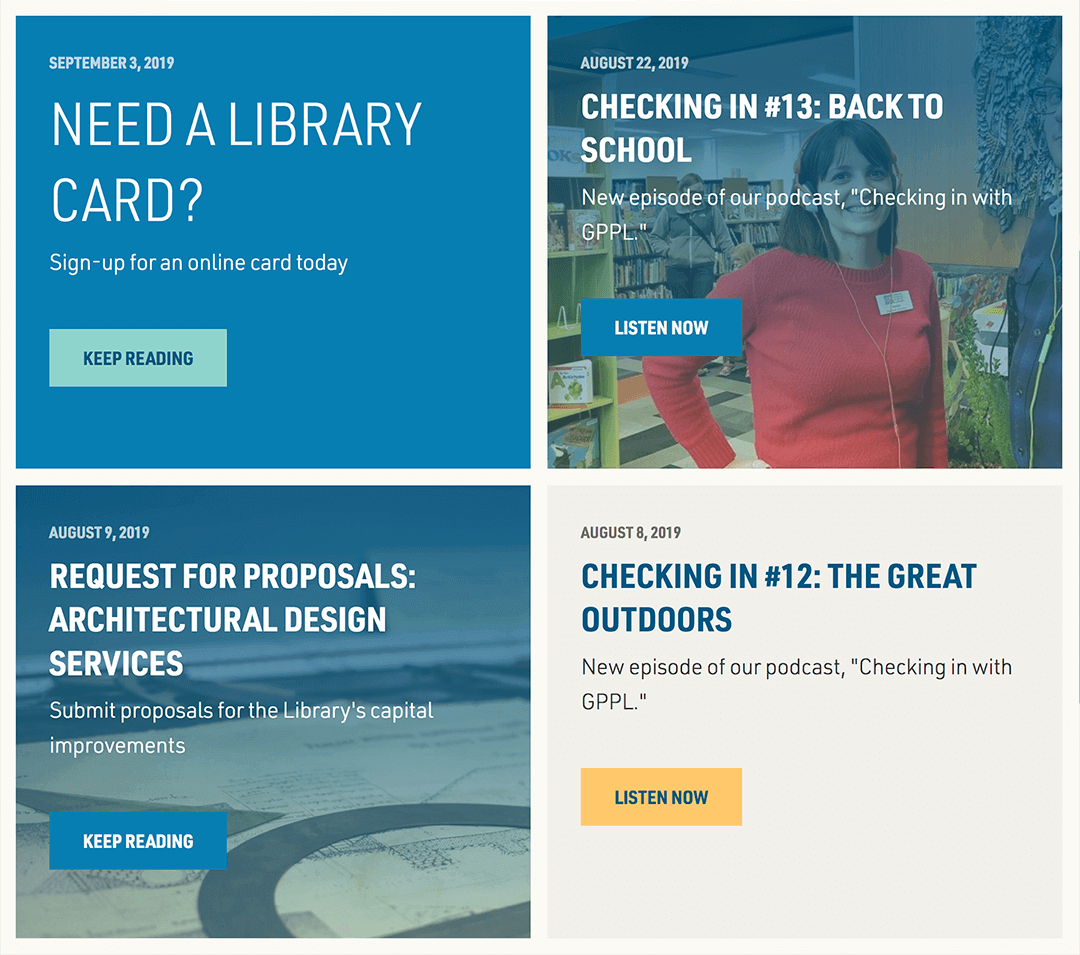 SEPTEMBER 3, 2019
NEED A LIBRARY
CARD?
Sign-up for an online card today
KEEP READING
AUGUST 22, 2019
CHECKING IN #13: BACK TO
SCHOOL
New episode of our podcast, "Checking in with
GPPL."
LISTEN NOW
AUGUST 9, 2019
REQUEST FOR PROPOSALS:
ARCHITECTURAL DESIGN
SERVICES
Submit proposals for the Library's capital
improvements
KEEP READING
AUGUST 8, 2019
CHECKING IN #12: THE GREAT
OUTDOORS
New episode of our podcast, "Checking in with
GPPL."
LISTEN NOW